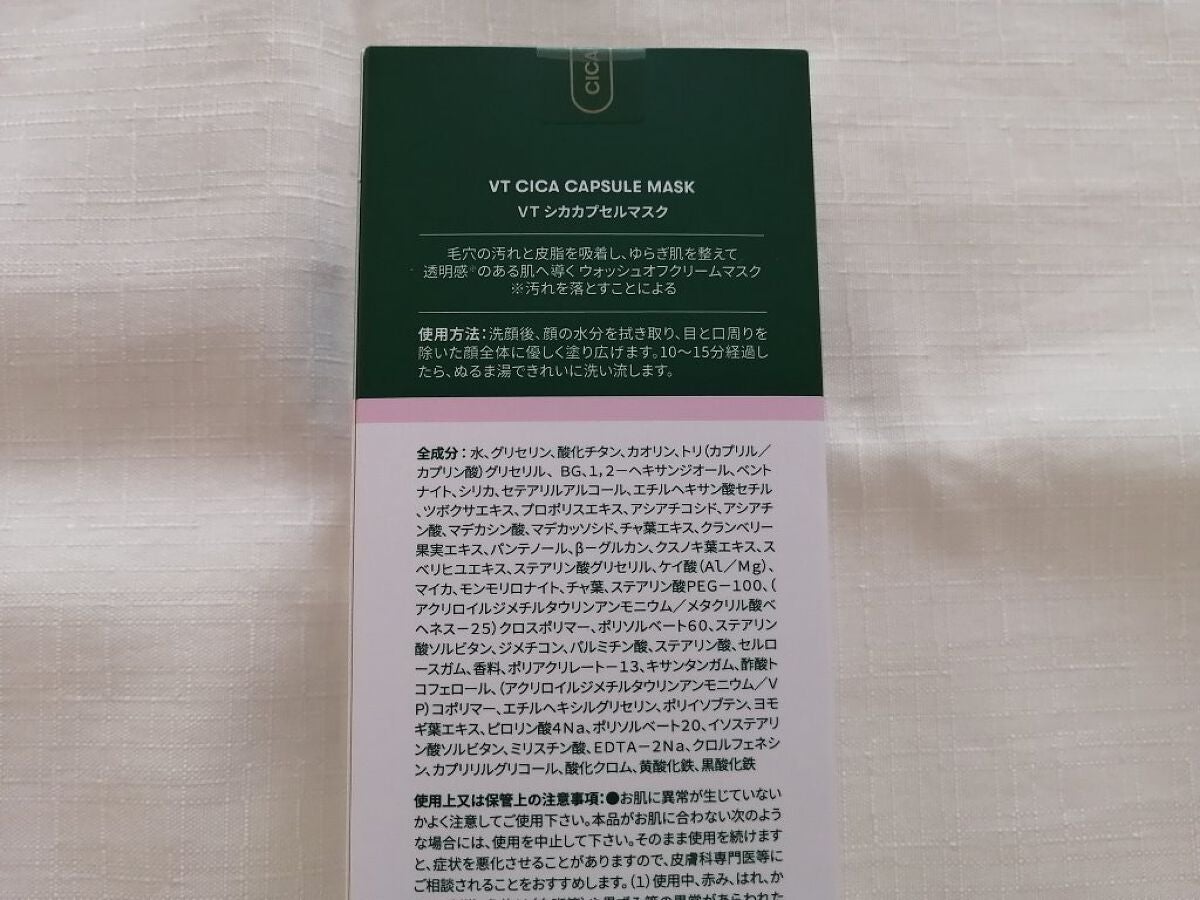 CICA
VT CICA CAPSULE MASK
VT シカカプセルマスク
毛穴の汚れと皮脂を吸着し、ゆらぎ肌を整えて
透明感※のある肌へ導く ウォッシュオフクリームマスク
※汚れを落とすことによる
使用方法：洗顔後、顔の水分を拭き取り、目と口周りを
除いた顔全体に優しく塗り広げます。10〜15分経過し
たら、ぬるま湯できれいに洗い流します。
全成分：水、グリセリン、酸化チタン、カオリン、トリ（カプリル／
カプリン酸）グリセリル、BG、1，2－ヘキサンジオール、ベント
ナイト、シリカ、セテアリルアルコール、エチルヘキサン酸セチル
、ツボクサエキス、プロポリスエキス、アシアチコシド、アシアチ
ン酸、マデカシン酸、マデカッソシド、チャ葉エキス、クランベリー
果実エキス、パンテノール、β－グルカン、クスノキ葉エキス、ス
ベリヒユエキス、ステアリン酸グリセリル、ケイ酸（Al／Mg）、
マイカ、モンモリロナイト、チャ葉、ステアリン酸PEG－100、（
アクリロイルジメチルタウリンアンモニウム／メタクリル酸ベ
ヘネス－25）クロスポリマー、ポリソルベート60、ステアリン
酸ソルビタン、ジメチコン、パルミチン酸、ステアリン酸、セルロ
ースガム、香料、ポリアクリレート－13、キサンタンガム、酢酸ト
コフェロール、（アクリロイルジメチルタウリンアンモニウム／V
P）コポリマー、エチルヘキシルグリセリン、ポリイソブテン、ヨモ
ギ葉エキス、ピロリン酸4Na、ポリソルベート20、イソステアリ
ン酸ソルビタン、ミリスチン酸、EDTA－2Na、クロルフェネシ
ン、カプリリルグリコール、酸化クロム、黄酸化鉄、黒酸化鉄
使用上又は保管上の注意事項：●お肌に異常が生じていない
かよく注意してご使用下さい。本品がお肌に合わない次のよう
な場合には、使用を中止して下さい。そのまま使用を続けます
と、症状を悪化させることがありますので、皮膚科専門医等に
ご相談されることをおすすめします。（1）使用中、赤み、はれ、か